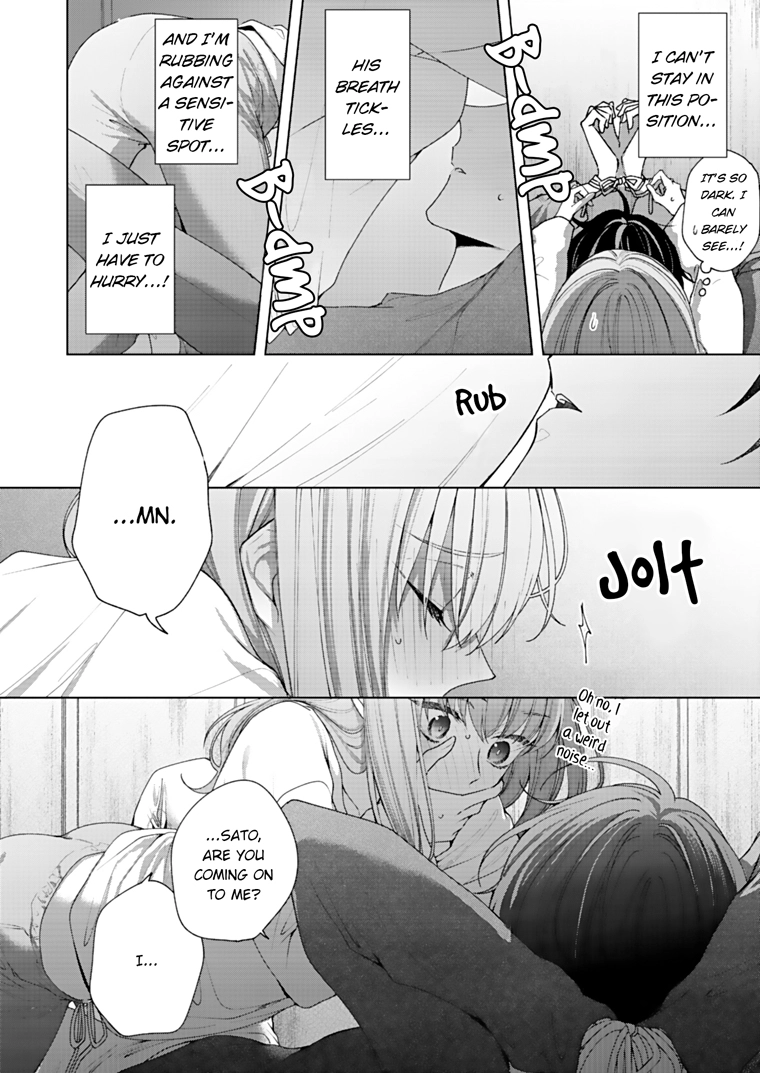 I CAN'T
STAY IN
THIS PO-
SITION...
IT'S SO
DARK. I
CAN
BARELY
SEE...!
B-dmp
HIS
BREATH
TICK-
LES...
B-dmp
AND I'M
RUBBING
AGAINST
A SENSI-
TIVE
SPOT...
I JUST
HAVE TO
HURRY...!
Rub
...MN.
Jolt
Oh no. I
let out
a weird
noise...
...SATO,
ARE YOU
COMING ON
TO ME?
I...